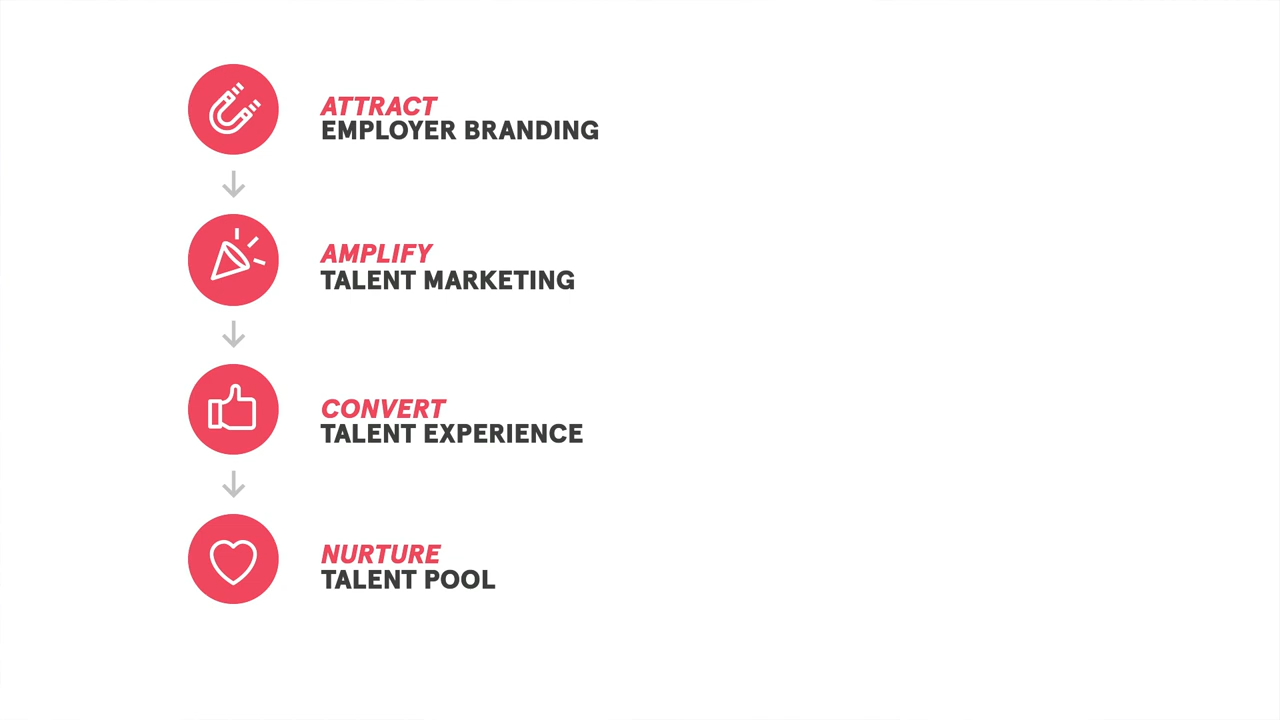 ATTRACT
EMPLOYER BRANDING
AMPLIFY
TALENT MARKETING
CONVERT
TALENT EXPERIENCE
NURTURE
TALENT POOL